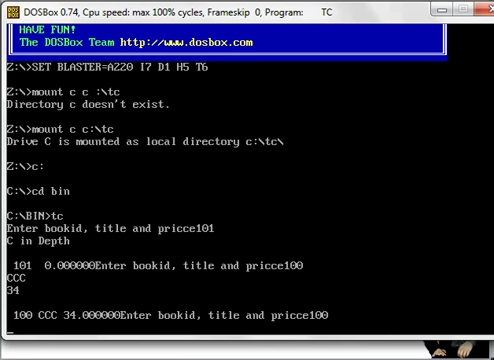 DOSBox 0.74, Cpu speed: max 100% cycles, Frameskip 0, Program: TC
HAVE FUN!
The DOSBox Team http://www.dosbox.com
Z:\>SET BLASTER=A220 I7 D1 H5 T6
Z:\>mount c c :\tc
Directory c doesn't exist.
Z:\>mount c c:\tc
Drive C is mounted as local directory c:\tc\
Z:\>c:
C:\>cd bin
C:\BIN>tc
Enter bookid, title and pricce101
C in Depth
101 0.000000Enter bookid, title and pricce100
CCC
34
100 CCC 34.000000Enter bookid, title and pricce100